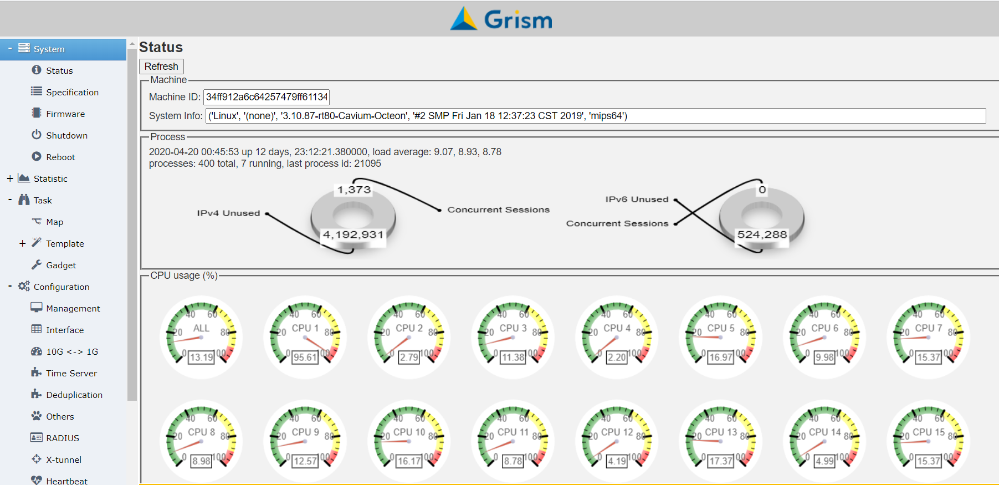 Grism
- System
Status
Specification
Firmware
Shutdown
Reboot
+ Statistic
- Task
Map
+ Template
Gadget
- Configuration
Management
Interface
10G <-> 1G
Time Server
Deduplication
Others
RADIUS
X-tunnel
Heartbeat
Status
Refresh
Machine
Machine ID: 34ff912a6c64257479ff61134
System Info: ('Linux', '(none)', '3.10.87-rt80-Cavium-Octeon', '#2 SMP Fri Jan 18 12:37:23 CST 2019', 'mips64')
Process
2020-04-20 00:45:53 up 12 days, 23:12:21.380000, load average: 9.07, 8.93, 8.78
processes: 400 total, 7 running, last process id: 21095
1,373
IPv4 Unused
Concurrent Sessions
4,192,931
0
IPv6 Unused
Concurrent Sessions
524,288
CPU usage (%)
0 20 40 60 80 100 ALL 13.19
0 20 40 60 80 100 CPU 1 95.61
0 20 40 60 80 100 CPU 2 2.79
0 20 40 60 80 100 CPU 3 11.38
0 20 40 60 80 100 CPU 4 2.20
0 20 40 60 80 100 CPU 5 16.97
0 20 40 60 80 100 CPU 6 9.98
0 20 40 60 80 100 CPU 7 15.37
0 20 40 60 80 100 CPU 8 8.98
0 20 40 60 80 100 CPU 9 12.57
0 20 40 60 80 100 CPU 10 16.17
0 20 40 60 80 100 CPU 11 8.78
0 20 40 60 80 100 CPU 12 4.19
0 20 40 60 80 100 CPU 13 17.37
0 20 40 60 80 100 CPU 14 4.99
0 20 40 60 80 100 CPU 15 15.37